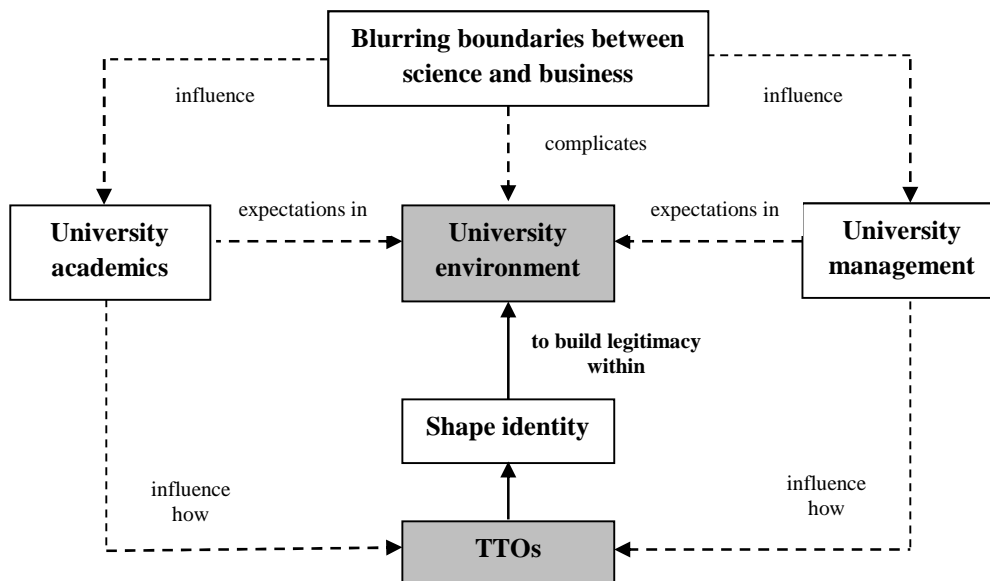 Blurring boundaries between
science and business
influence
influence
complicates
expectations in
expectations in
University
academics
University
environment
University
management
to build legitimacy
within
Shape identity
influence
how
influence
how
TTOs